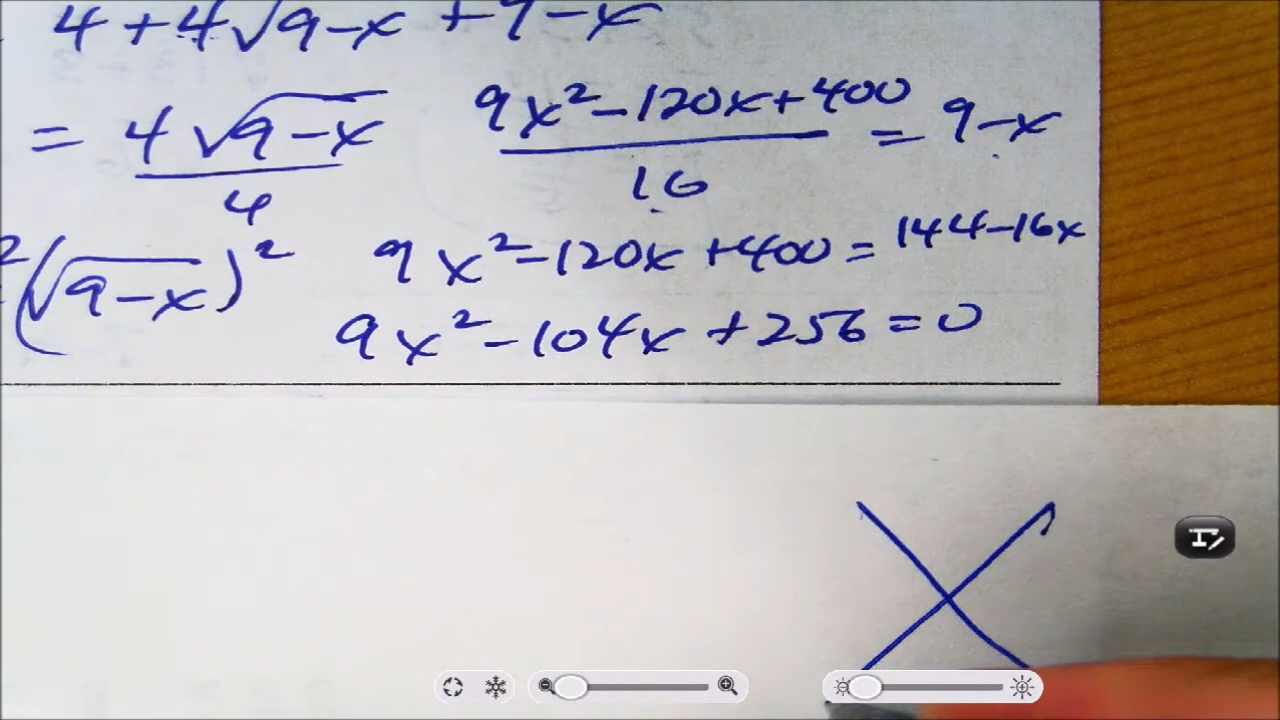 4 + 4√9-x + 9-x
= 4√9-x / 4
9x² - 120x + 400 / 16 = 9-x
² (√9-x)²
9x² - 120x + 400 = 144 - 16x
9x² - 104x + 256 = 0